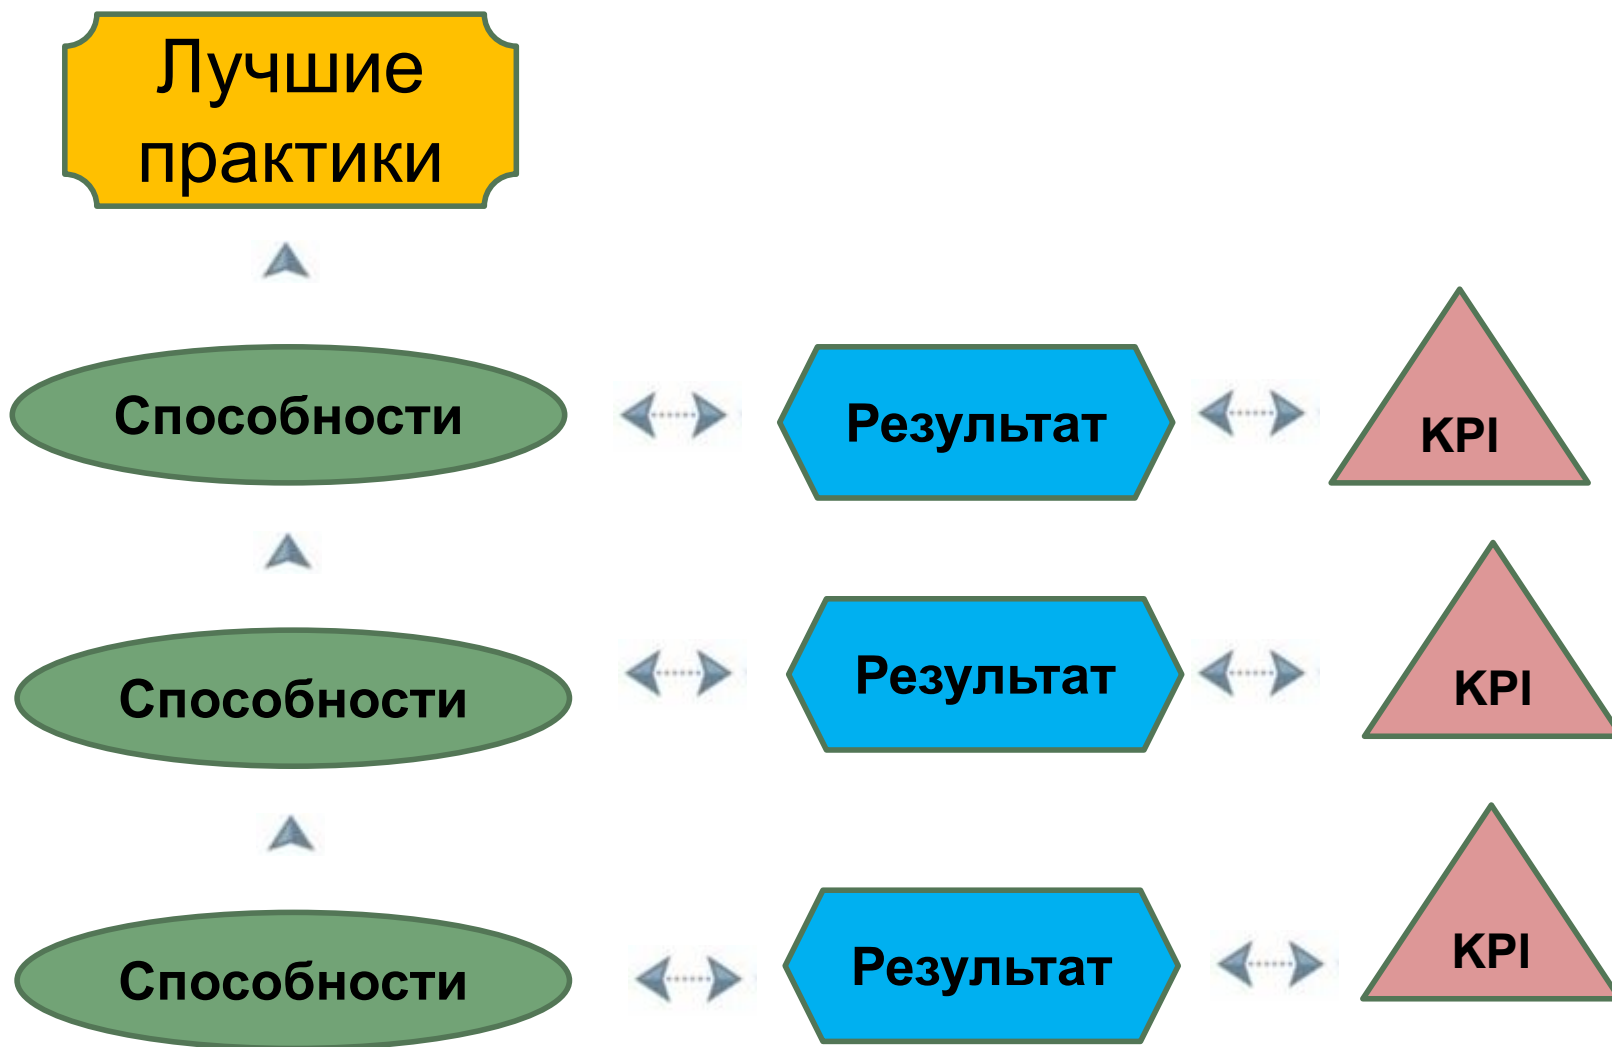 Лучшие
практики
Способности
Результат
KPI
Способности
Результат
KPI
Способности
Результат
KPI